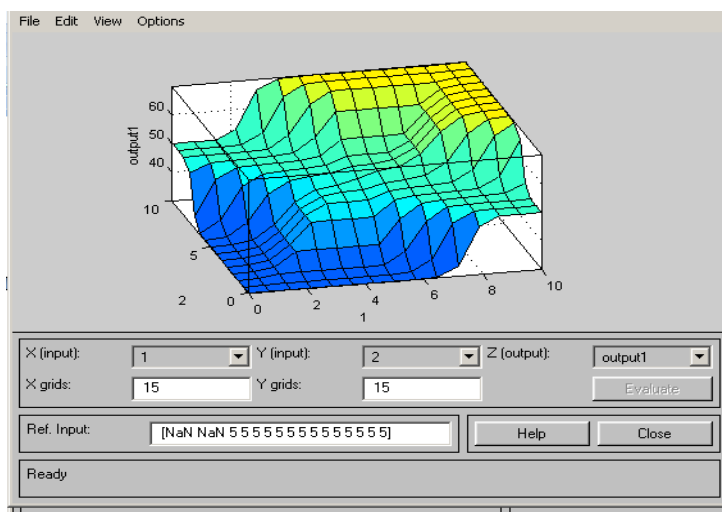 File Edit View Options
60
50
40
output1
10
5
0
2
0 2 4 6 8 10
1
X (input): 1 Y (input): 2 Z (output): output1
X grids: 15 Y grids: 15 Evaluate
Ref. Input: [NaN NaN 5 5 5 5 5 5 5 5 5 5 5 5 5 5] Help Close
Ready